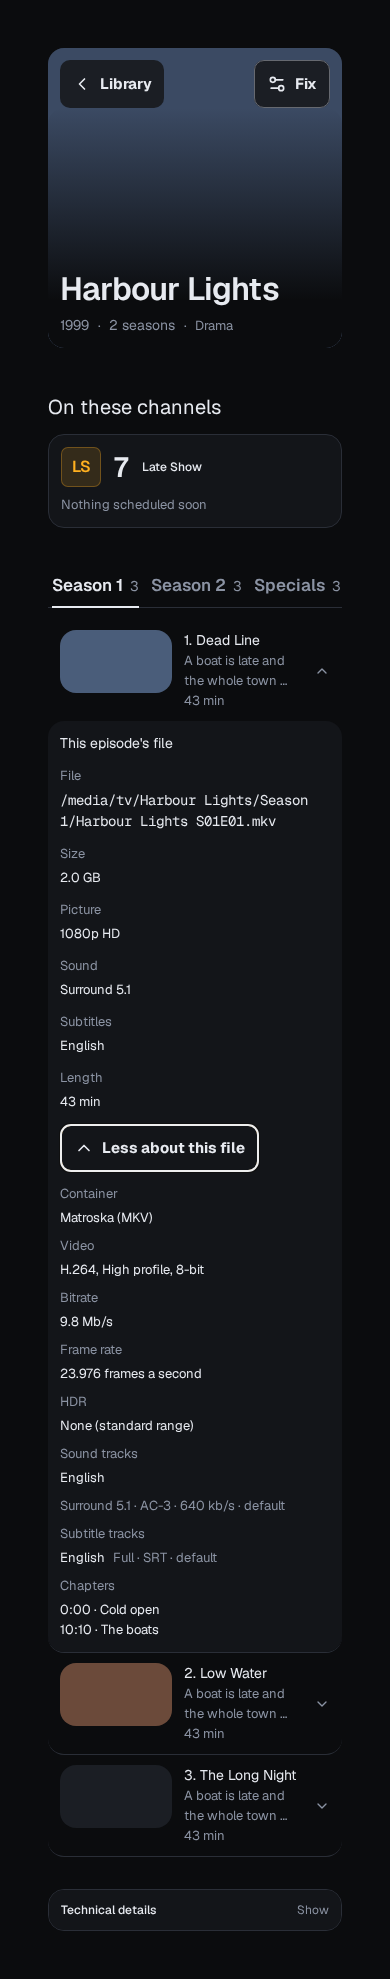 Library
Fix
Harbour Lights
1999 · 2 seasons · Drama
On these channels
LS 7 Late Show
Nothing scheduled soon
Season 1 3 Season 2 3 Specials 3
1. Dead Line
A boat is late and
the whole town ...
43 min
This episode's file
File
/media/tv/Harbour Lights/Season
1/Harbour Lights S01E01.mkv
Size
2.0 GB
Picture
1080p HD
Sound
Surround 5.1
Subtitles
English
Length
43 min
Less about this file
Container
Matroska (MKV)
Video
H.264, High profile, 8-bit
Bitrate
9.8 Mb/s
Frame rate
23.976 frames a second
HDR
None (standard range)
Sound tracks
English
Surround 5.1 · AC-3 · 640 kb/s · default
Subtitle tracks
English Full · SRT · default
Chapters
0:00 · Cold open
10:10 · The boats
2. Low Water
A boat is late and
the whole town ...
43 min
3. The Long Night
A boat is late and
the whole town ...
43 min
Technical details Show